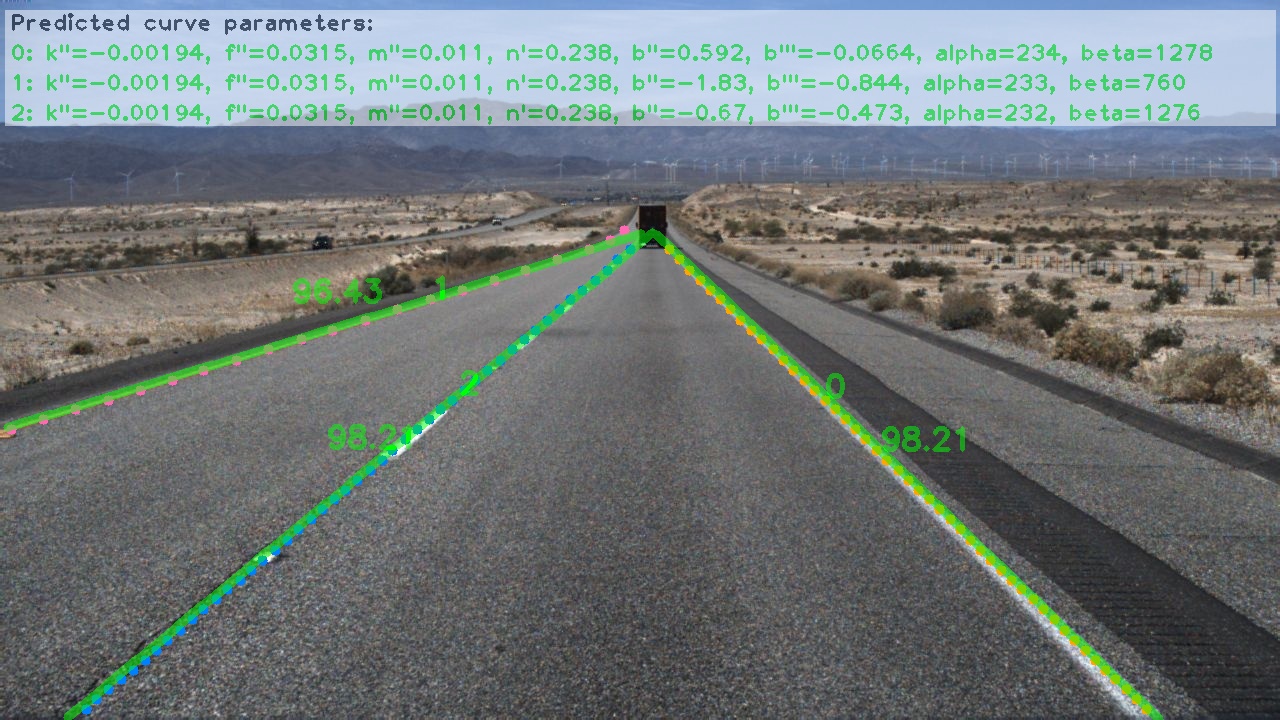 Predicted curve parameters:
0: k''=-0.00194, f''=0.0315, m''=0.011, n'=0.238, b''=0.592, b'''=-0.0664, alpha=234, beta=1278
1: k''=-0.00194, f''=0.0315, m''=0.011, n'=0.238, b''=-1.83, b'''=-0.844, alpha=233, beta=760
2: k''=-0.00194, f''=0.0315, m''=0.011, n'=0.238, b''=-0.67, b'''=-0.473, alpha=232, beta=1276
96.43 1
2 0
98.21 98.21